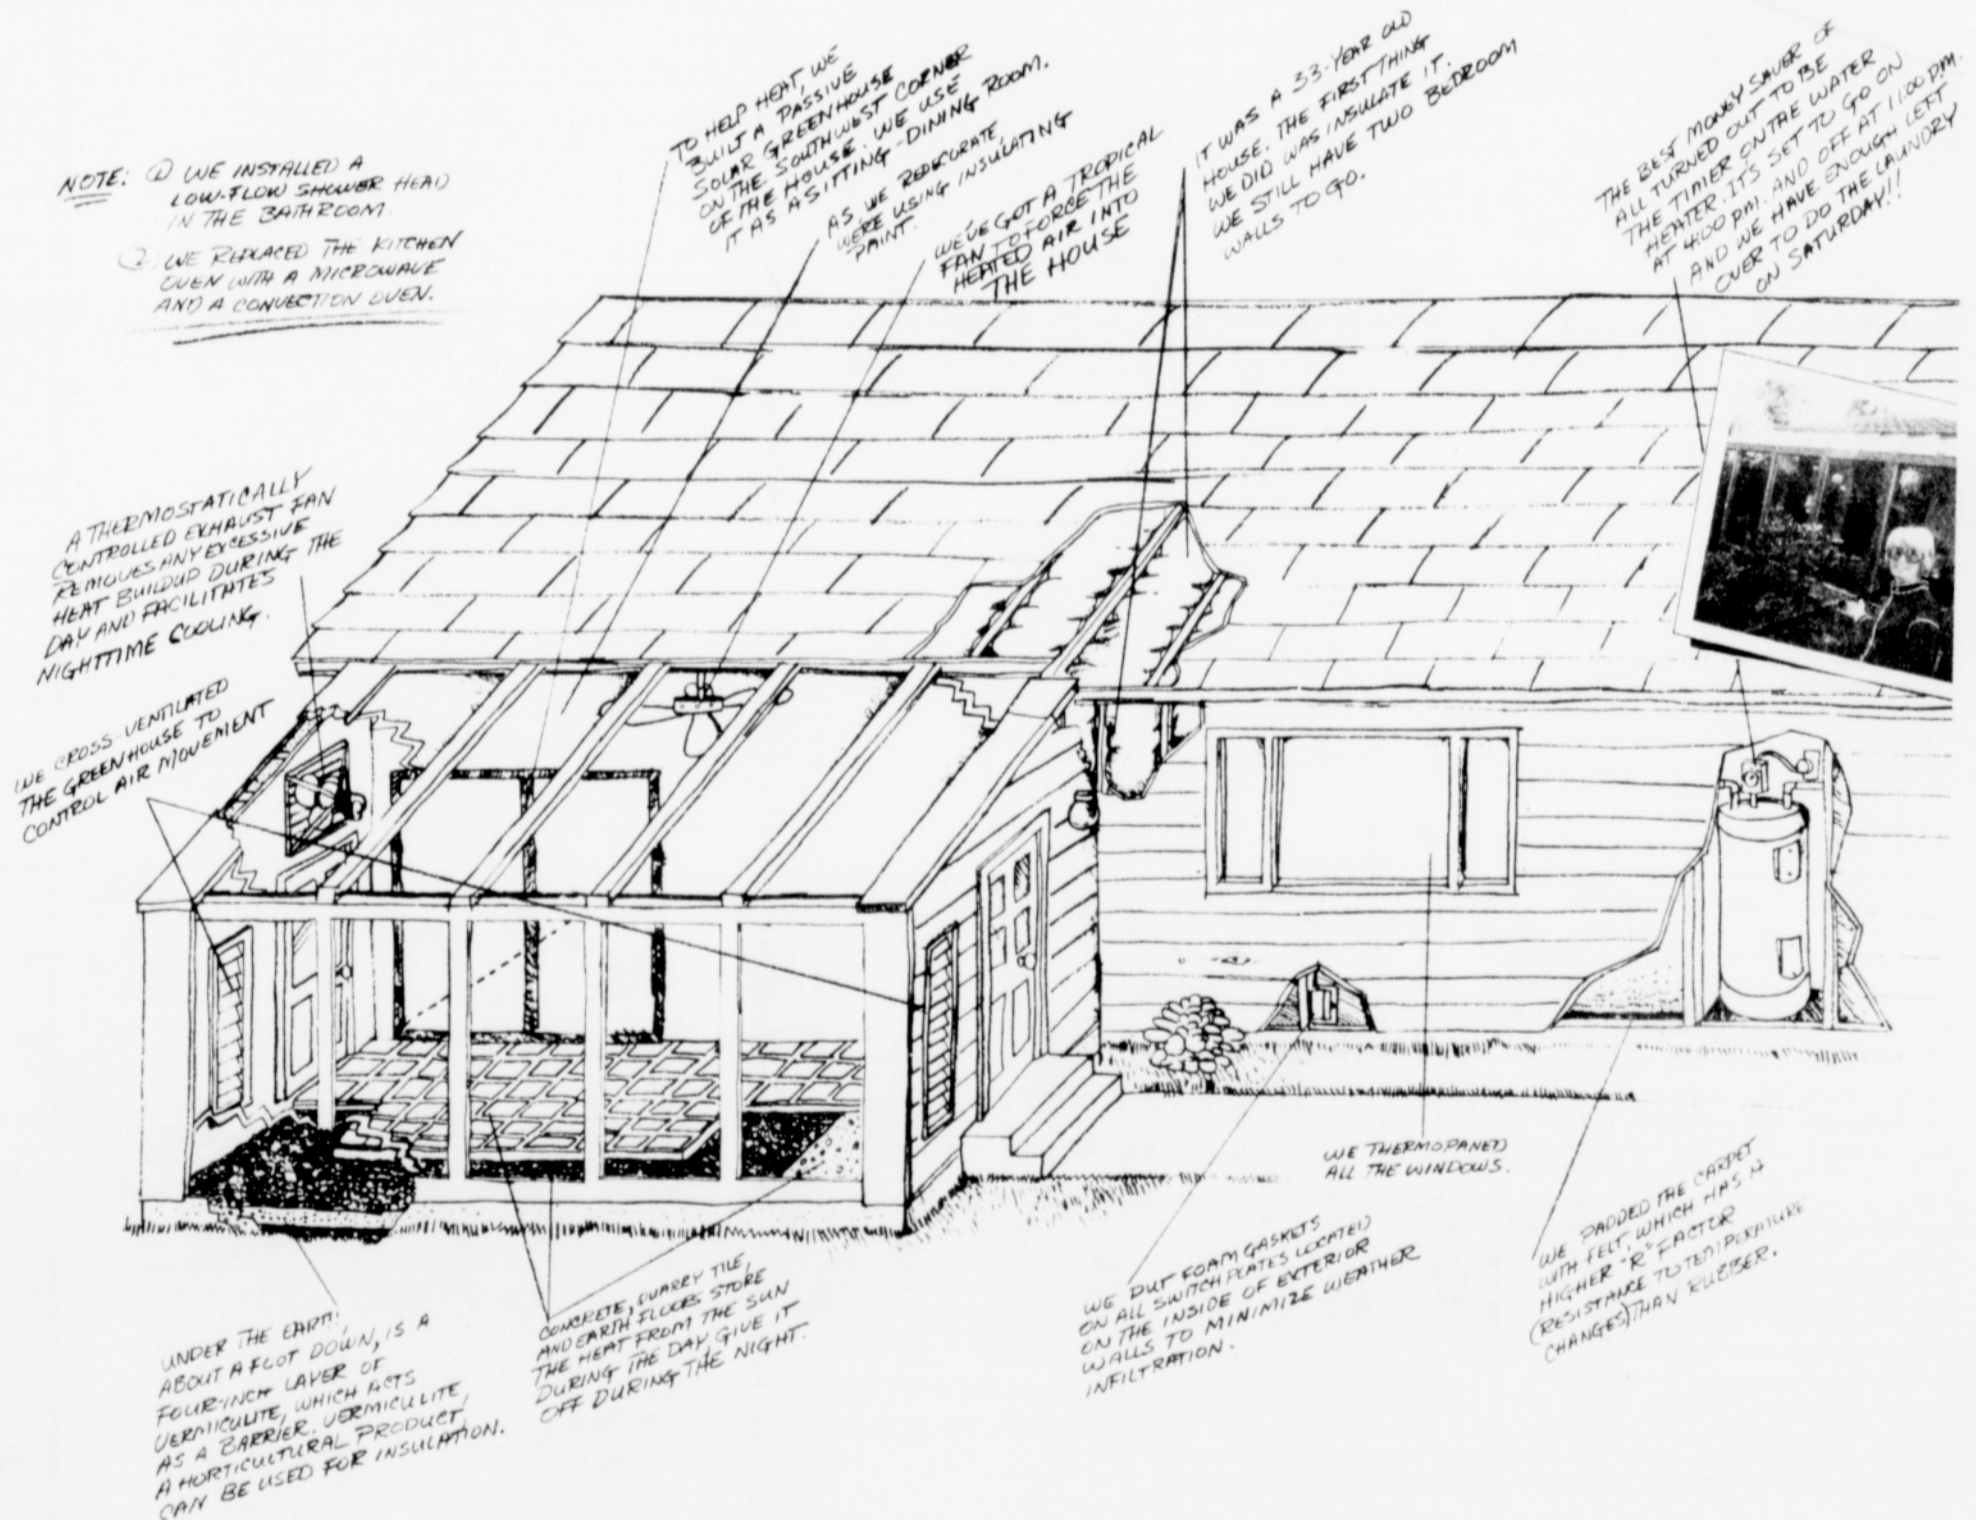 NOTE: ① WE INSTALLED A
LOW-FLOW SHOWER HEAD
IN THE BATHROOM.
② WE REPLACED THE KITCHEN
OVEN WITH A MICROWAVE
AND A CONVECTION OVEN.
TO HELP HEAT, WE
BUILT A PASSIVE
SOLAR GREENHOUSE
ON THE SOUTHWEST CORNER
OF THE HOUSE. WE USE
IT AS A SITTING-DINING ROOM.
AS WE REDECORATE,
WE'RE USING INSULATING
PAINT.
WE'VE GOT A TROPICAL
FAN TO FORCE THE
HEATED AIR INTO
THE HOUSE
IT WAS A 33-YEAR OLD
HOUSE. THE FIRST THING
WE DID WAS INSULATE IT.
WE STILL HAVE TWO BEDROOM
WALLS TO GO.
THE BEST MONEY SAVER OF
ALL TURNED OUT TO BE
THE TIMER ON THE WATER
HEATER. IT'S SET TO GO ON
AT 4:00 P.M. AND OFF AT 11:00 P.M.
AND WE HAVE ENOUGH LEFT
OVER TO DO THE LAUNDRY
ON SATURDAY!!
A THERMOSTATICALLY
CONTROLLED EXHAUST FAN
REMOVES ANY EXCESSIVE
HEAT BUILDUP DURING THE
DAY AND FACILITATES
NIGHTTIME COOLING.
WE CROSS-VENTILATED
THE GREENHOUSE TO
CONTROL AIR MOVEMENT
UNDER THE EARTH,
ABOUT A FOOT DOWN, IS A
FOUR-INCH LAYER OF
VERMICULITE, WHICH ACTS
AS A BARRIER. VERMICULITE,
A HORTICULTURAL PRODUCT,
CAN BE USED FOR INSULATION.
CONCRETE, QUARRY TILE,
AND EARTH FLOORS STORE
THE HEAT FROM THE SUN
DURING THE DAY, GIVE IT
OFF DURING THE NIGHT.
WE PUT FOAM GASKETS
ON ALL SWITCH PLATES LOCATED
ON THE INSIDE OF EXTERIOR
WALLS TO MINIMIZE WEATHER
INFILTRATION.
WE THERMOPANED
ALL THE WINDOWS.
WE PADDED THE CARPET
WITH FELT, WHICH HAS A
HIGHER "R" FACTOR
(RESISTANCE TO TEMPERATURE
CHANGES) THAN RUBBER.